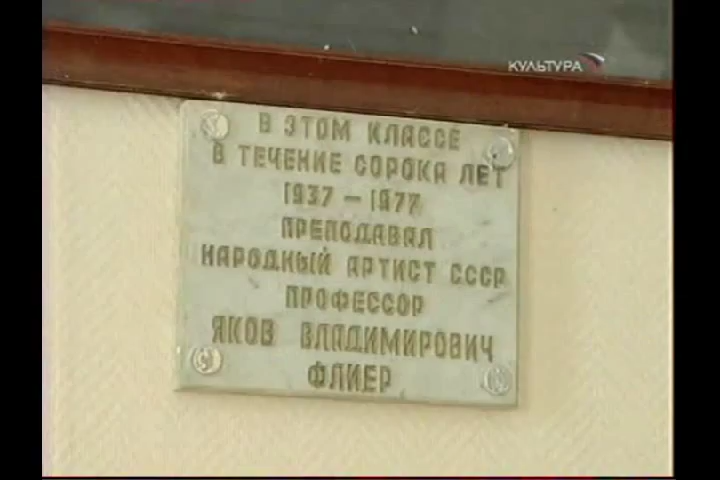 КУЛЬТУРА
В ЭТОМ КЛАССЕ
В ТЕЧЕНИЕ СОРОКА ЛЕТ
1937 — 1977
ПРЕПОДАВАЛ
НАРОДНЫЙ АРТИСТ СССР
ПРОФЕССОР
ЯКОВ ВЛАДИМИРОВИЧ
ФЛИЕР